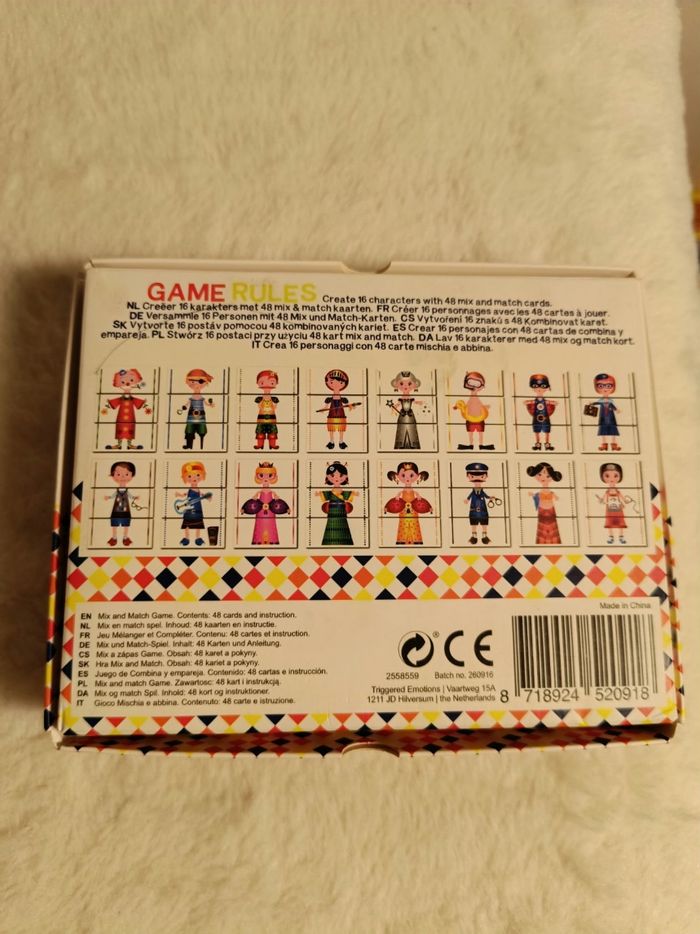 GAME RULES Create 16 characters with 48 mix and match cards.
NL Creëer 16 karakters met 48 mix & match kaarten. FR Créer 16 personnages avec les 48 cartes à jouer.
DE Versammle 16 Personen mit 48 Mix und Match-Karten. CS Vytvoření 16 znaků s 48 Kombinovat karet.
SK Vytvorte 16 postáv pomocou 48 kombinovaných kariet. ES Crear 16 personajes con 48 cartas de combina y
empareja. PL Stwórz 16 postaci przy uzyciu 48 kart mix and match. DA Lav 16 karakterer med 48 mix og match kort.
IT Crea 16 personaggi con 48 carte mischia e abbina.
EN Mix and Match Game. Contents: 48 cards and instruction.
NL Mix en match spel. Inhoud: 48 kaarten en instructie.
FR Jeu Mélanger et Compléter. Contenu: 48 cartes et instruction.
DE Mix und Match-Spiel. Inhalt: 48 Karten und Anleitung.
CS Mix a zápas Game. Obsah: 48 karet a pokyny.
SK Hra Mix and Match. Obsah: 48 kariet a pokyny.
ES Juego de Combina y empareja. Contenido: 48 cartas e instrucción.
PL Mix and match Game. Zawartosc: 48 kart i instrukcją.
DA Mix og match Spil. Inhold: 48 kort og instruktioner.
IT Gioco Mischia e abbina. Contenuto: 48 carte e istruzione.
CE
2558559 Batch no. 260916
Triggered Emotions | Vaartweg 15A
1211 JD Hilversum | the Netherlands
Made in China
8 718924 520918